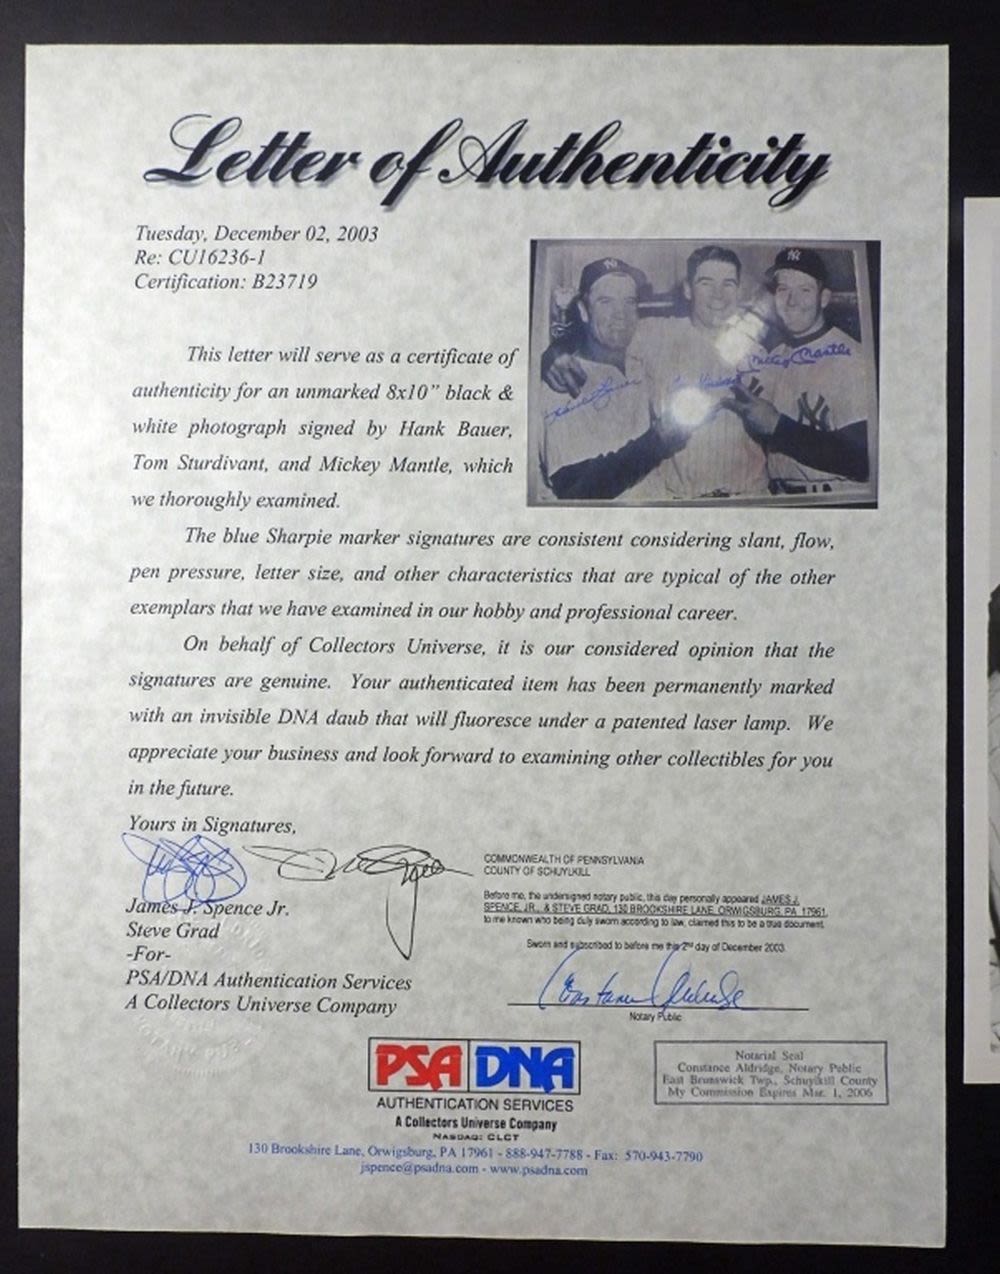 Letter of Authenticity
Tuesday, December 02, 2003
Re: CU16236-1
Certification: B23719
This letter will serve as a certificate of
authenticity for an unmarked 8x10” black &
white photograph signed by Hank Bauer,
Tom Sturdivant, and Mickey Mantle, which
we thoroughly examined.
NY
NY
Hank Bauer
Mickey Mantle
NY
The blue Sharpie marker signatures are consistent considering slant, flow,
pen pressure, letter size, and other characteristics that are typical of the other
exemplars that we have examined in our hobby and professional career.
On behalf of Collectors Universe, it is our considered opinion that the
signatures are genuine. Your authenticated item has been permanently marked
with an invisible DNA daub that will fluoresce under a patented laser lamp. We
appreciate your business and look forward to examining other collectibles for you
in the future.
Yours in Signatures,
James J. Spence Jr.
Steve Grad
-For-
PSA/DNA Authentication Services
A Collectors Universe Company
COMMONWEALTH OF PENNSYLVANIA
COUNTY OF SCHUYLKILL
Before me, the undersigned notary public, this day personally appeared JAMES J.
SPENCE, JR., & STEVE GRAD, 130 BROOKSHIRE LANE, ORWIGSBURG, PA 17961,
to me known who being duly sworn according to law, claimed this to be a true document.
Sworn and subscribed to before me this 2nd day of December 2003.
Constance Aldridge
Notary Public
PSA DNA
AUTHENTICATION SERVICES
A Collectors Universe Company
NASDAQ: CLCT
Notarial Seal
Constance Aldridge, Notary Public
East Brunswick Twp., Schuylkill County
My Commission Expires Mar. 1, 2006
130 Brookshire Lane, Orwigsburg, PA 17961 - 888-947-7788 - Fax: 570-943-7790
jspence@psadna.com - www.psadna.com